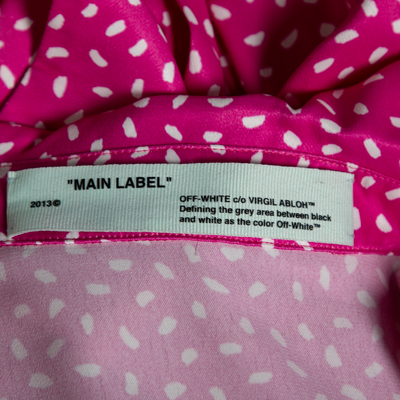 "MAIN LABEL"
2013©
OFF-WHITE c/o VIRGIL ABLOH™
Defining the grey area between black
and white as the color Off-White™